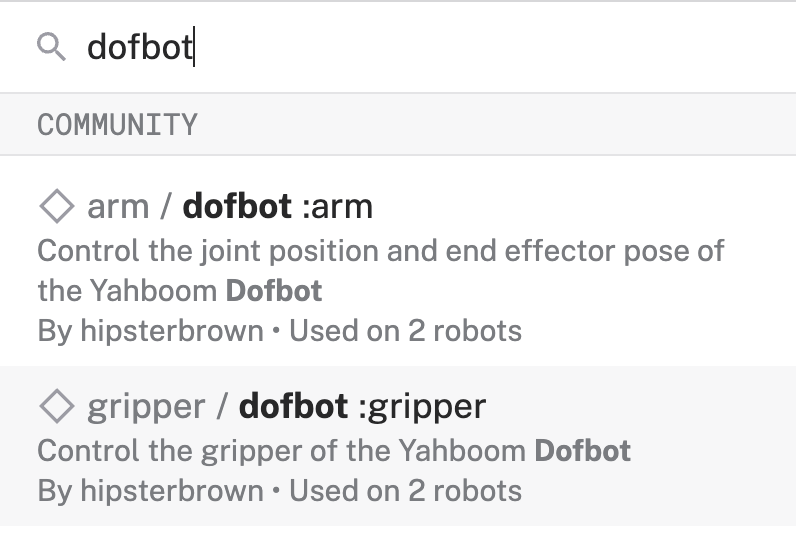 dofbot
COMMUNITY
arm / dofbot :arm
Control the joint position and end effector pose of
the Yahboom Dofbot
By hipsterbrown • Used on 2 robots
gripper / dofbot :gripper
Control the gripper of the Yahboom Dofbot
By hipsterbrown • Used on 2 robots